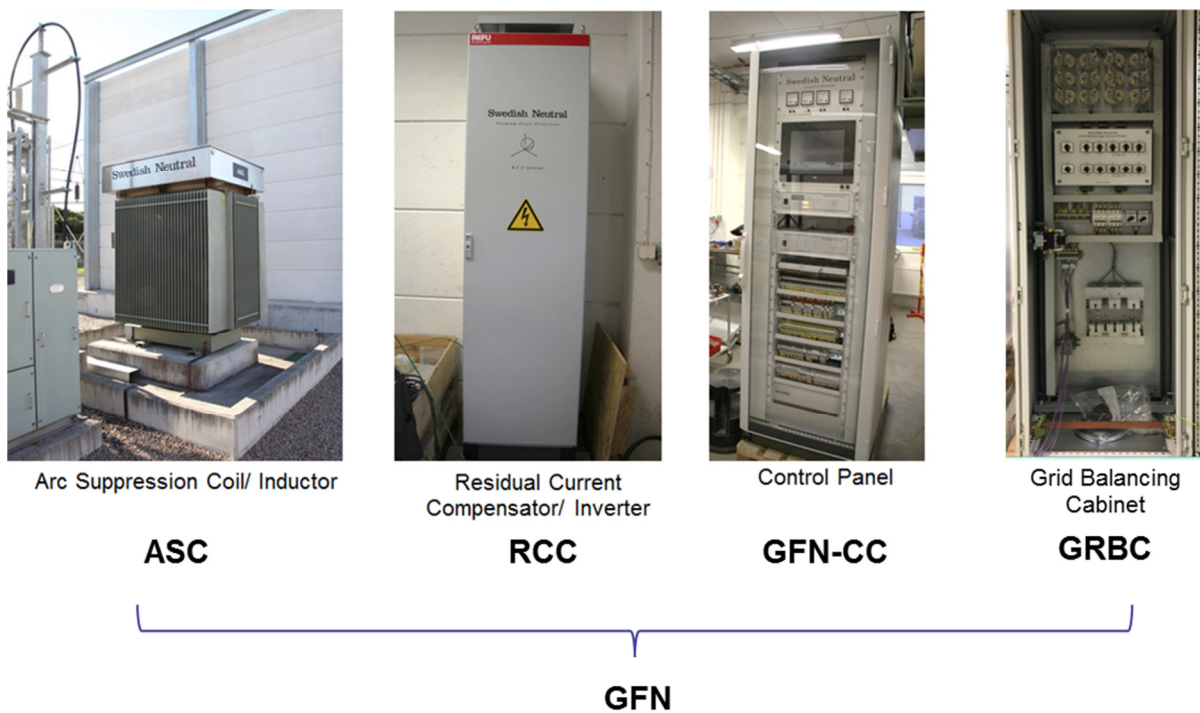 Swedish Neutral
ASC
REFU
Swedish Neutral
Swedish Neutral
Arc Suppression Coil/ Inductor
Residual Current
Compensator/ Inverter
Control Panel
Grid Balancing
Cabinet
ASC
RCC
GFN-CC
GRBC
GFN